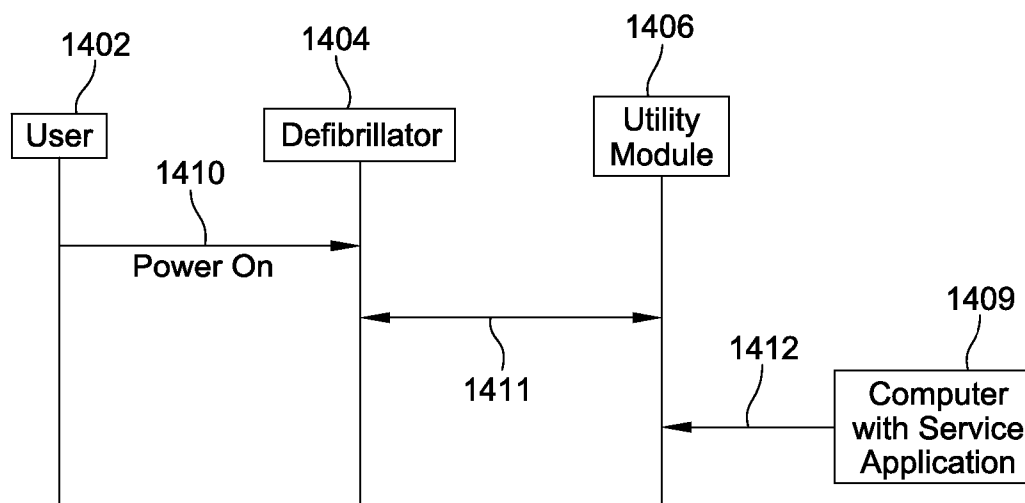 1402
1404
1406
User
Defibrillator
Utility
Module
1410
Power On
1411
1409
1412
Computer
with Service
Application